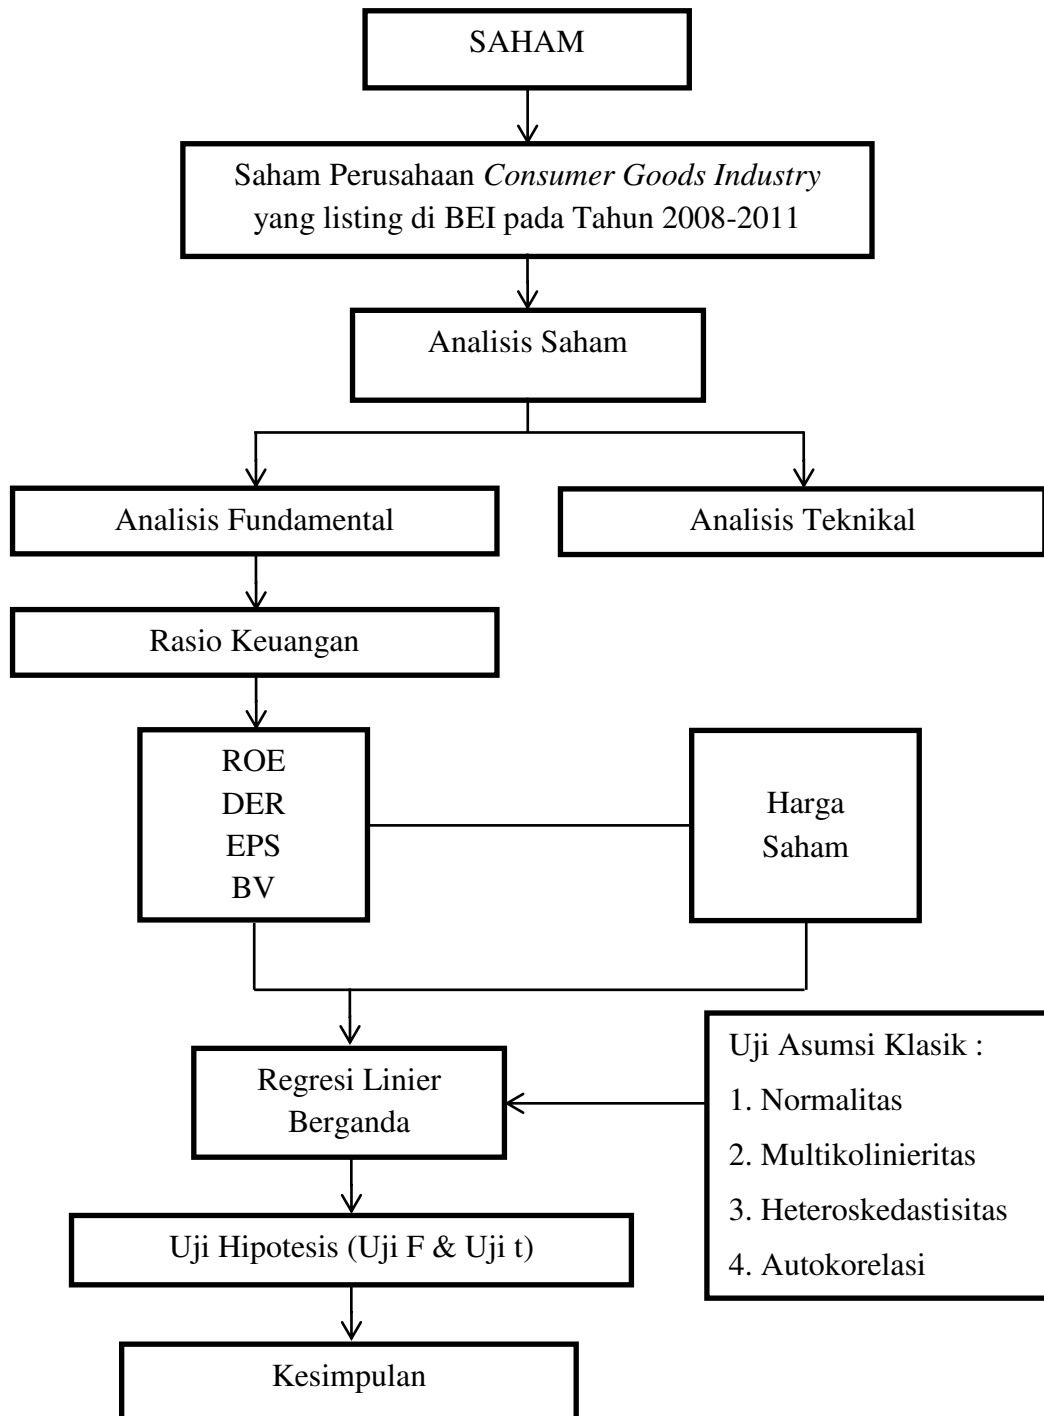 SAHAM
Saham Perusahaan Consumer Goods Industry
yang listing di BEI pada Tahun 2008-2011
Analisis Saham
Analisis Fundamental
Analisis Teknikal
Rasio Keuangan
ROE
DER
EPS
BV
Harga
Saham
Regresi Linier
Berganda
Uji Asumsi Klasik :
1. Normalitas
2. Multikolinieritas
3. Heteroskedastisitas
4. Autokorelasi
Uji Hipotesis (Uji F & Uji t)
Kesimpulan